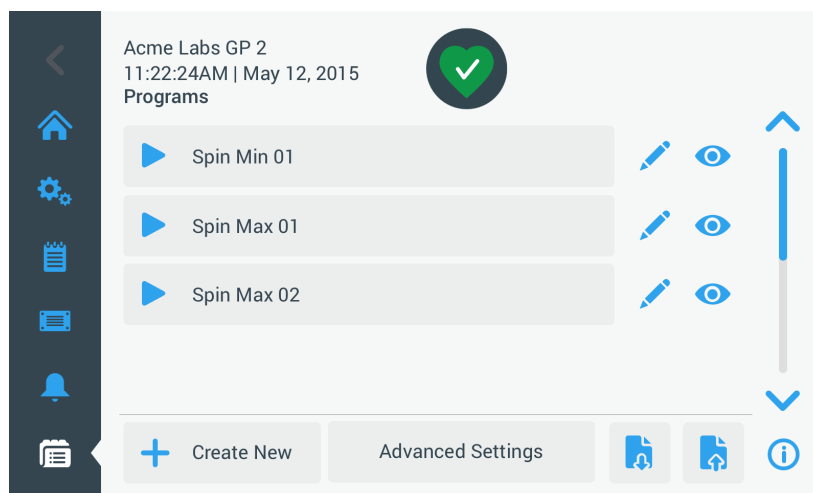 Acme Labs GP 2
11:22:24AM | May 12, 2015
Programs
Spin Min 01
Spin Max 01
Spin Max 02
Create New
Advanced Settings